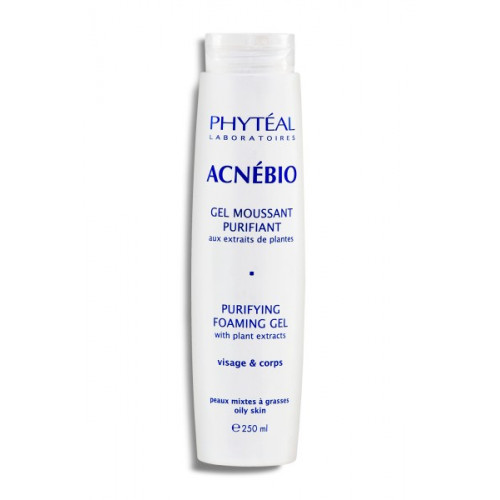 PHYTÉAL
LABORATOIRES
ACNÉBIO
GEL MOUSSANT
PURIFIANT
aux extraits de plantes
PURIFYING
FOAMING GEL
with plant extracts
visage & corps
peaux mixtes à grasses
oily skin
℮250 ml